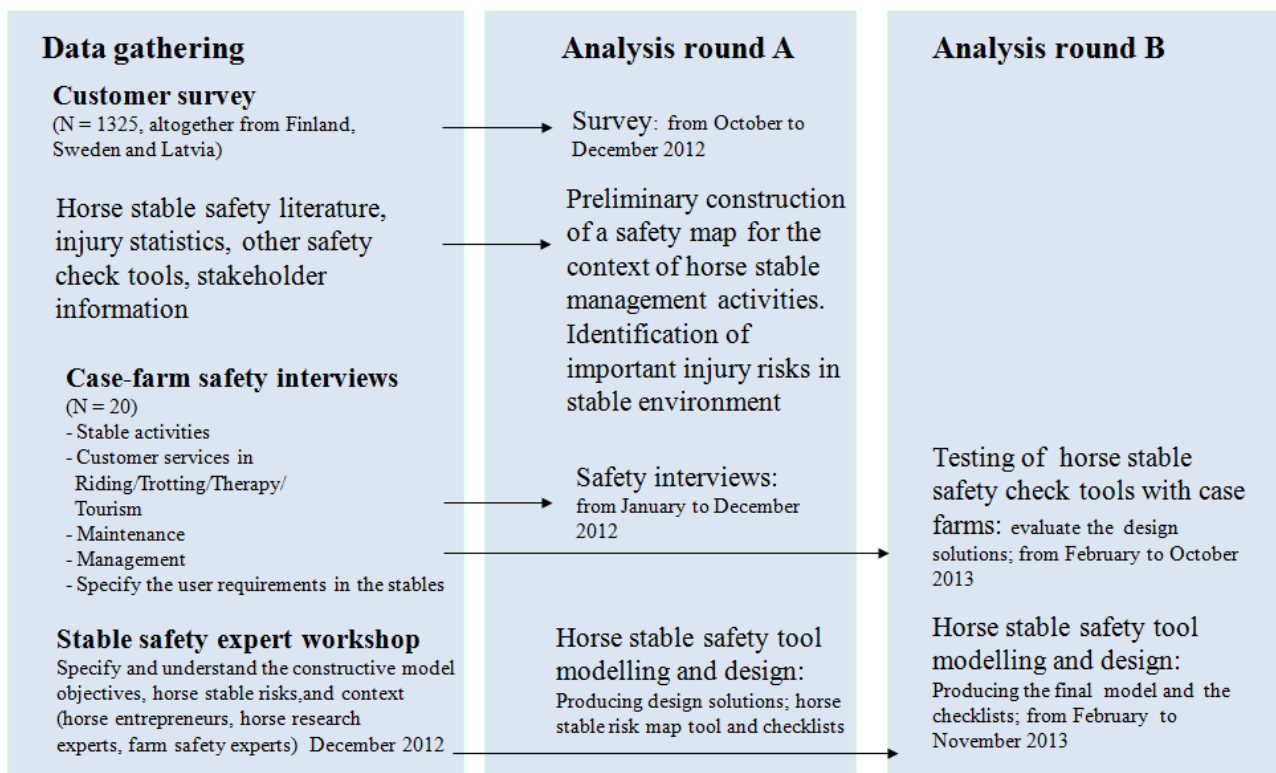 Data gathering
Customer survey
(N = 1325, altogether from Finland,
Sweden and Latvia)
Horse stable safety literature,
injury statistics, other safety
check tools, stakeholder
information
Case-farm safety interviews
(N = 20)
- Stable activities
- Customer services in
Riding/Trotting/Therapy/
Tourism
- Maintenance
- Management
- Specify the user requirements in the stables
Stable safety expert workshop
Specify and understand the constructive model
objectives, horse stable risks,and context
(horse entrepreneurs, horse research
experts, farm safety experts) December 2012
Analysis round A
Survey: from October to
December 2012
Preliminary construction
of a safety map for the
context of horse stable
management activities.
Identification of
important injury risks in
stable environment
Safety interviews:
from January to December
2012
Horse stable safety tool
modelling and design:
Producing design solutions; horse
stable risk map tool and checklists
Analysis round B
Testing of horse stable
safety check tools with case
farms: evaluate the design
solutions; from February to October
2013
Horse stable safety tool
modelling and design:
Producing the final model and the
checklists; from February to
November 2013